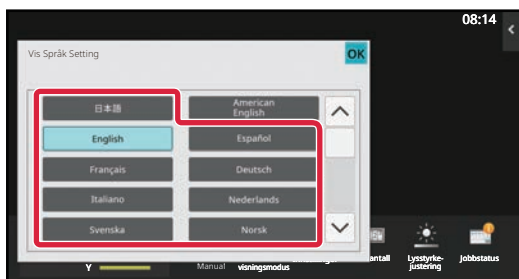 08:14
Vis Språk Setting
OK
日本語
American
English
English
Español
Français
Deutsch
Italiano
Nederlands
Svenska
Norsk
antall
Lysstyrke-
justering
Jobbstatus
Y
Manual
visningsmodus